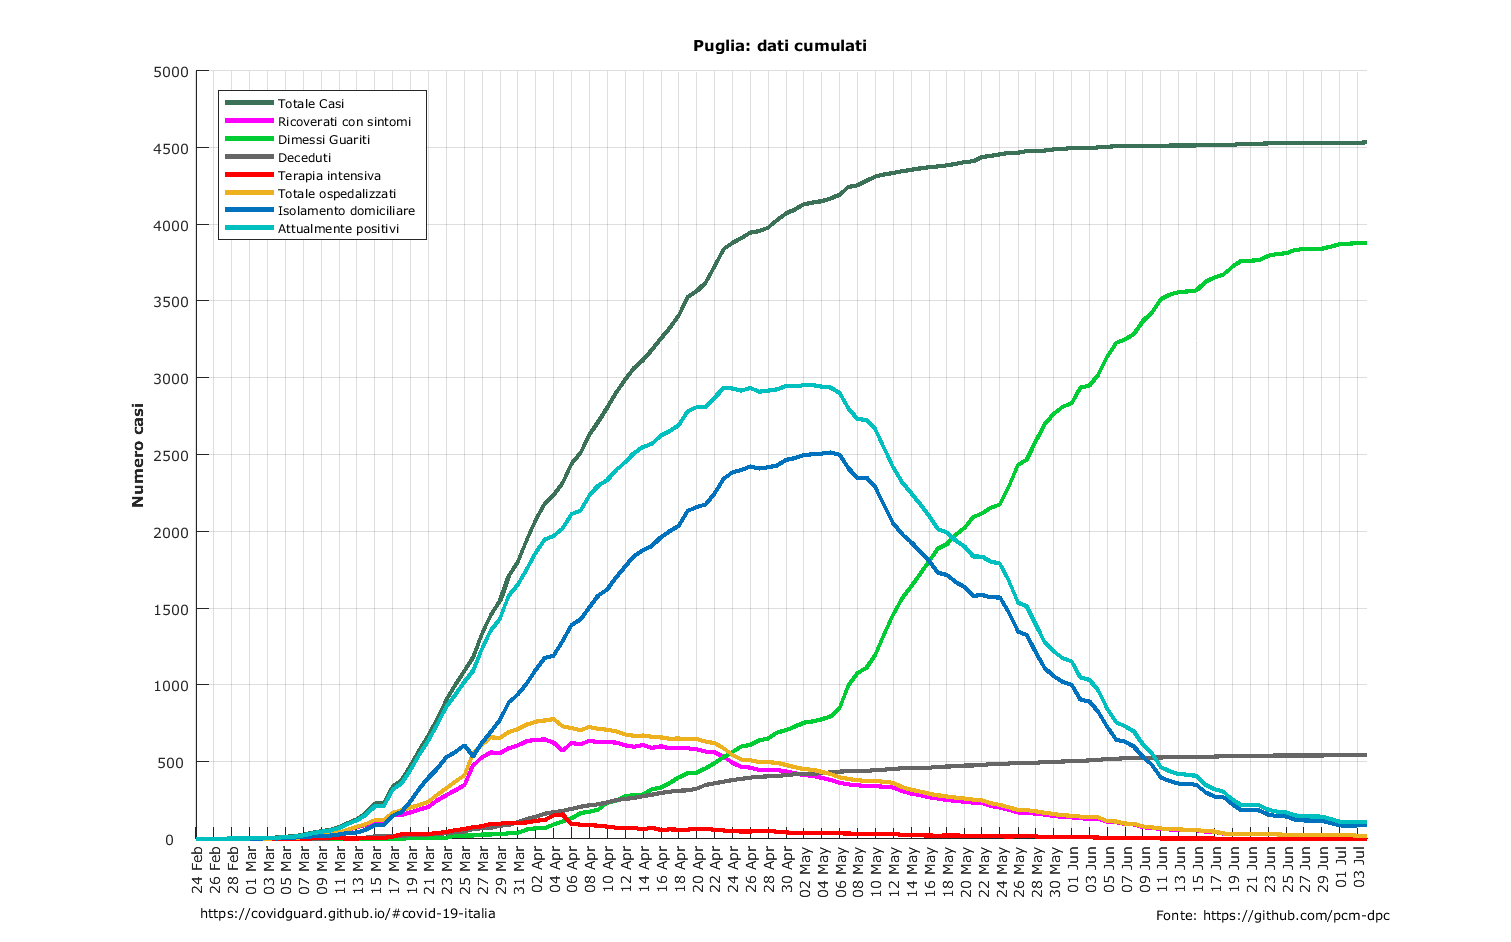 Puglia: dati cumulati
Numero casi
5000
4500
4000
3500
3000
2500
2000
1500
1000
500
0
Totale Casi
Ricoverati con sintomi
Dimessi Guariti
Deceduti
Terapia intensiva
Totale ospedalizzati
Isolamento domiciliare
Attualmente positivi
24 Feb
26 Feb
28 Feb
01 Mar
03 Mar
05 Mar
07 Mar
09 Mar
11 Mar
13 Mar
15 Mar
17 Mar
19 Mar
21 Mar
23 Mar
25 Mar
27 Mar
29 Mar
31 Mar
02 Apr
04 Apr
06 Apr
08 Apr
10 Apr
12 Apr
14 Apr
16 Apr
18 Apr
20 Apr
22 Apr
24 Apr
26 Apr
28 Apr
30 Apr
02 May
04 May
06 May
08 May
10 May
12 May
14 May
16 May
18 May
20 May
22 May
24 May
26 May
28 May
30 May
01 Jun
03 Jun
05 Jun
07 Jun
09 Jun
11 Jun
13 Jun
15 Jun
17 Jun
19 Jun
21 Jun
23 Jun
25 Jun
27 Jun
29 Jun
01 Jul
03 Jul
https://covidguard.github.io/#covid-19-italia
Fonte: https://github.com/pcm-dpc